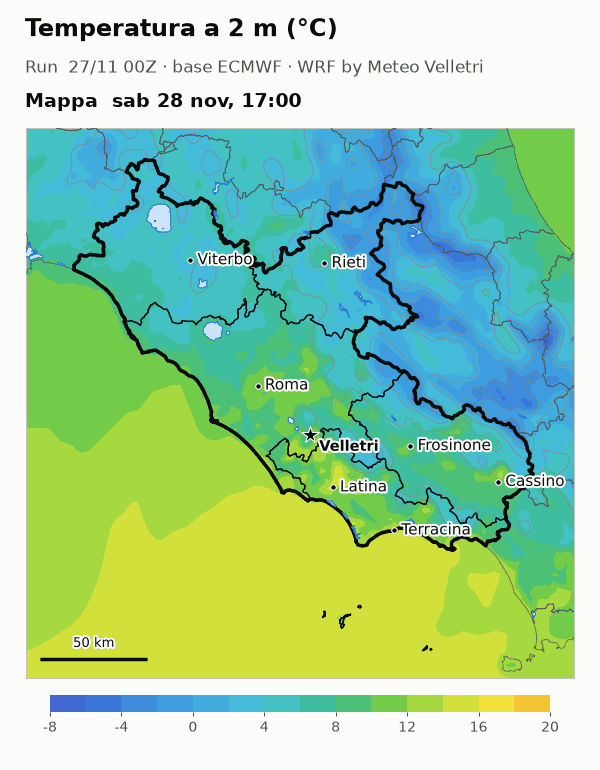 Temperatura a 2 m (°C)
Run  27/11 00Z · base ECMWF · WRF by Meteo Velletri
Mappa  sab 28 nov, 17:00
Viterbo
Rieti
Roma
Velletri
Frosinone
Cassino
Latina
Terracina
50 km
-8 -4 0 4 8 12 16 20